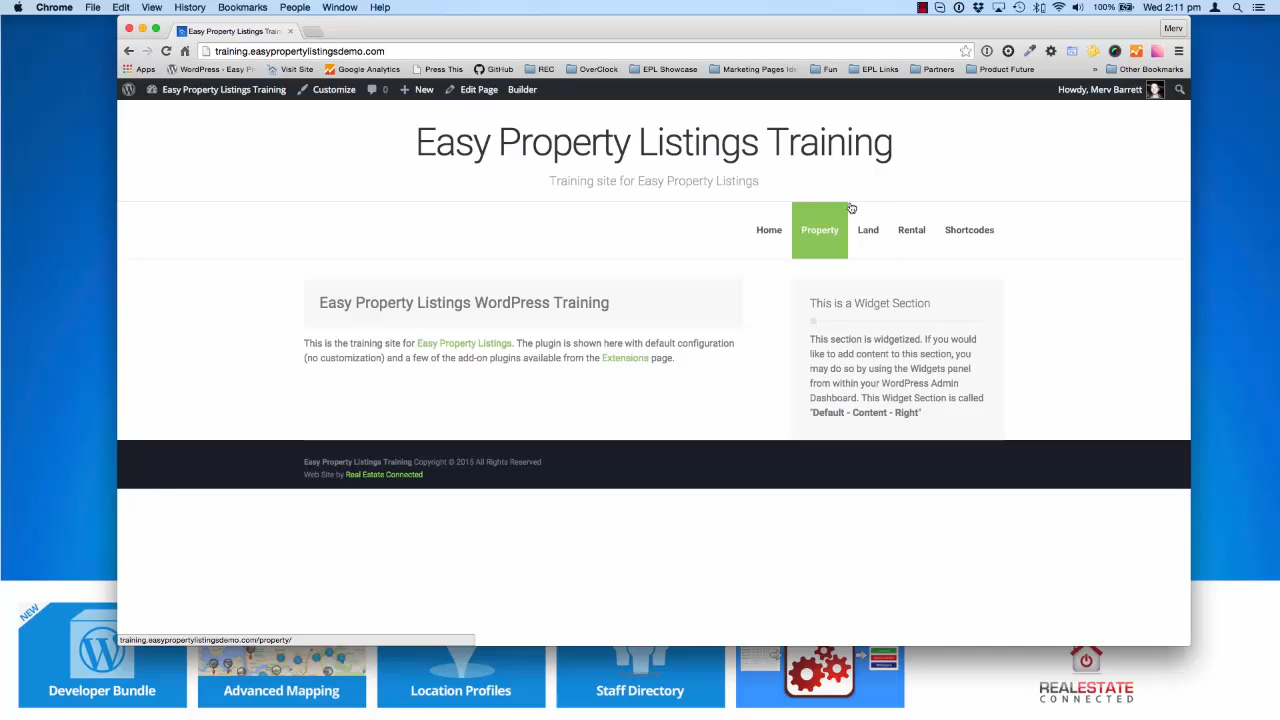 Chrome File Edit View History Bookmarks People Window Help 100% Wed 2:11 pm
Easy Property Listings Train Merv
training.easypropertylistingsdemo.com
Apps WordPress - Easy Pr Visit Site Google Analytics Press This GitHub REC OverClock EPL Showcase Marketing Pages Ide Fun EPL Links Partners Product Future » Other Bookmarks
Easy Property Listings Training Customize 0 + New Edit Page Builder Howdy, Merv Barrett
Easy Property Listings Training
Training site for Easy Property Listings
Home Property Land Rental Shortcodes
Easy Property Listings WordPress Training
This is the training site for Easy Property Listings. The plugin is shown here with default configuration
(no customization) and a few of the add-on plugins available from the Extensions page.
This is a Widget Section
This section is widgetized. If you would
like to add content to this section, you
may do so by using the Widgets panel
from within your WordPress Admin
Dashboard. This Widget Section is called
"Default - Content - Right"
Easy Property Listings Training Copyright © 2015 All Rights Reserved
Web Site by Real Estate Connected
training.easypropertylistingsdemo.com/property/
NEW
Developer Bundle
Advanced Mapping
Location Profiles
Staff Directory
REALESTATE
CONNECTED